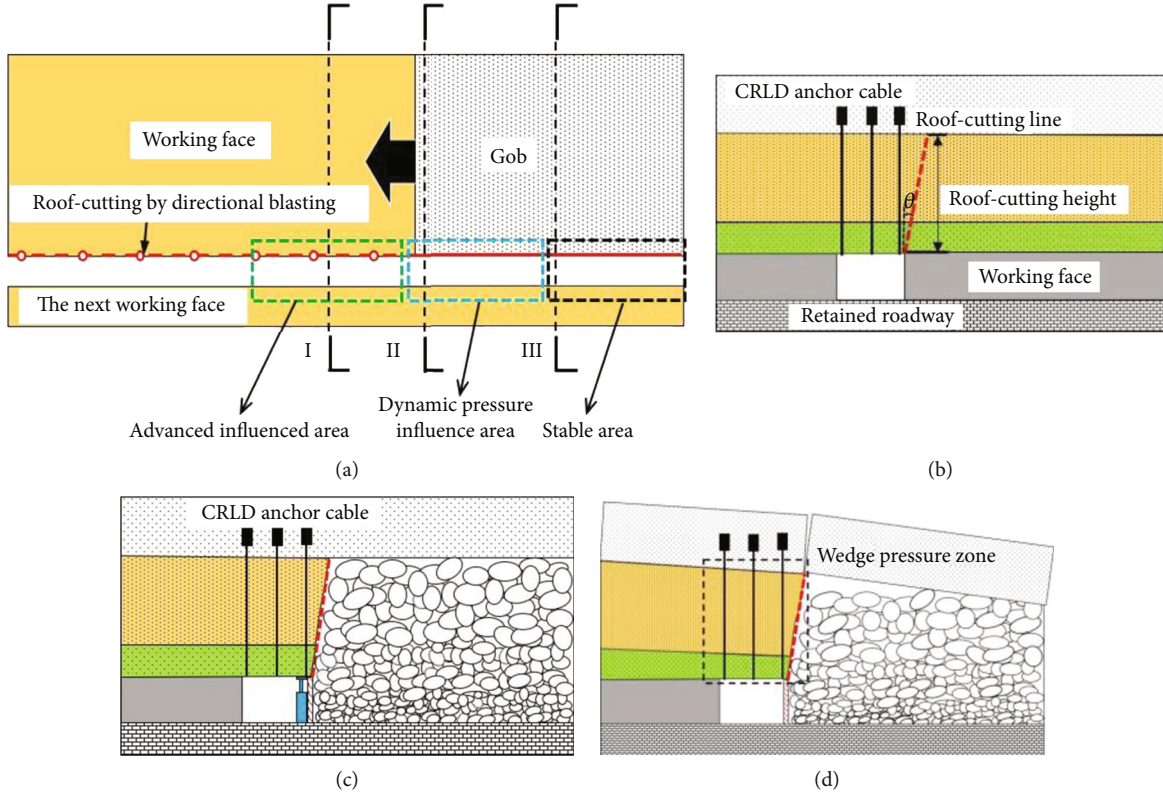 Working face
Gob
Roof-cutting by directional blasting
The next working face
I
II
III
Advanced influenced area
Dynamic pressure
influence area
Stable area
(a)
CRLD anchor cable
Roof-cutting line
θ
Roof-cutting height
Working face
Retained roadway
(b)
CRLD anchor cable
(c)
Wedge pressure zone
(d)